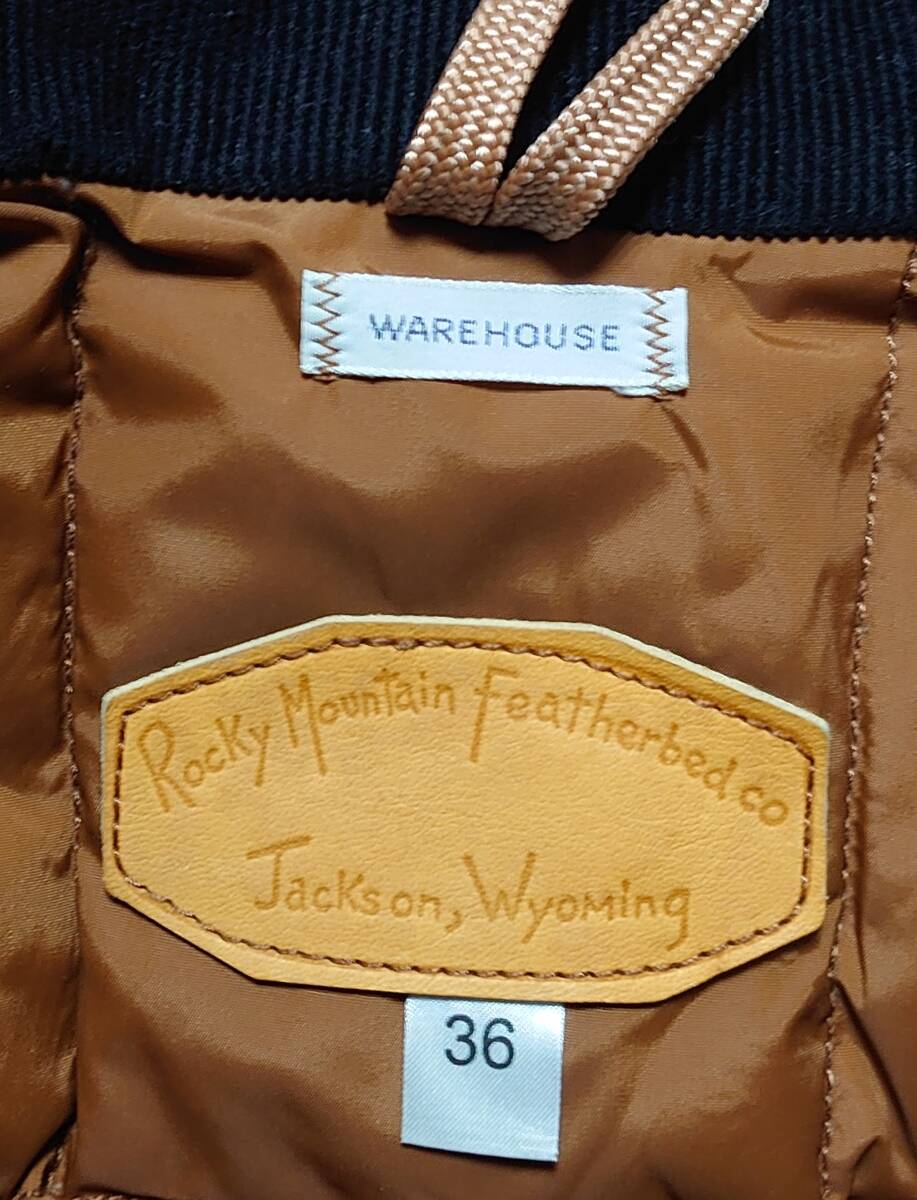 WAREHOUSE
Rocky Mountain Featherbed co
Jackson, Wyoming
36